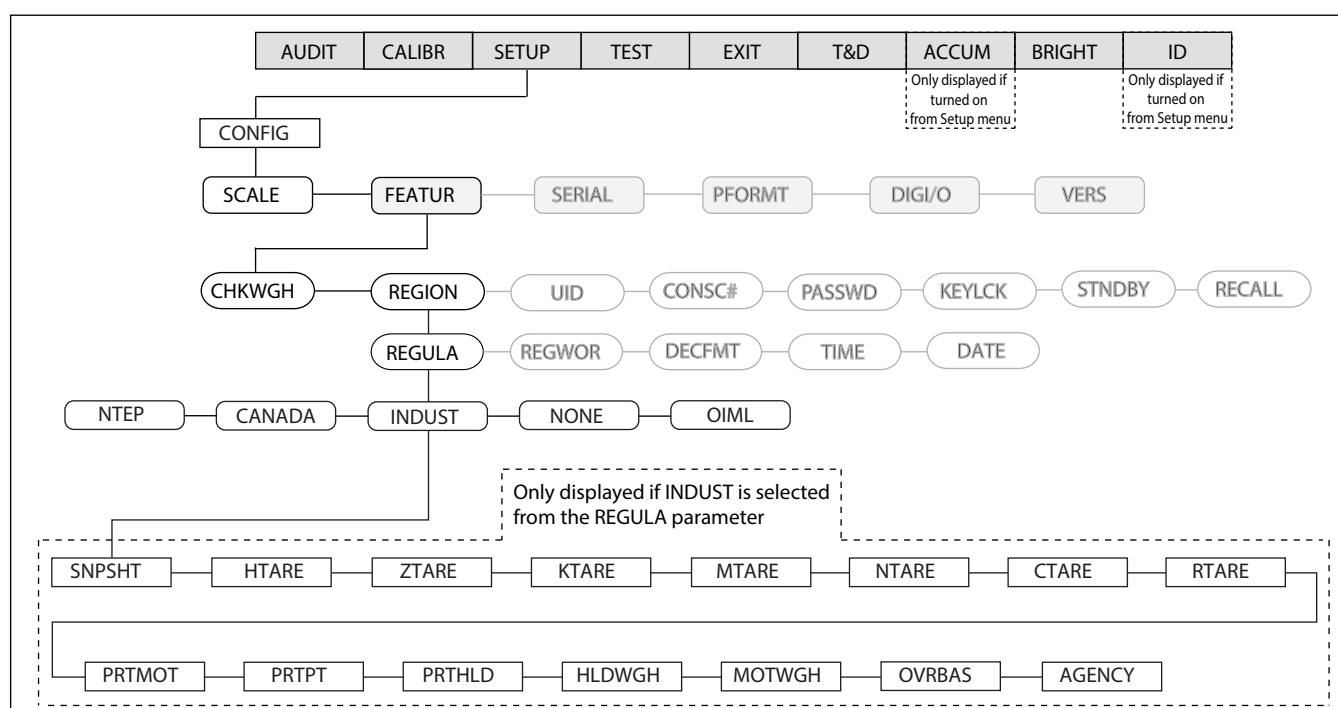 AUDIT CALIBR SETUP TEST EXIT T&D ACCUM BRIGHT ID
Only displayed if
turned on
from Setup menu
Only displayed if
turned on
from Setup menu
CONFIG
SCALE FEATUR SERIAL PFORMT DIGI/O VERS
CHKWGH REGION UID CONSC# PASSWD KEYLCK STNDBY RECALL
REGULA REGWOR DECFMT TIME DATE
NTEP CANADA INDUST NONE OIML
Only displayed if INDUST is selected
from the REGULA parameter
SNPSHT HTARE ZTARE KTARE MTARE NTARE CTARE RTARE
PRTMOT PRTPT PRTHLD HLDWGH MOTWGH OVRBAS AGENCY